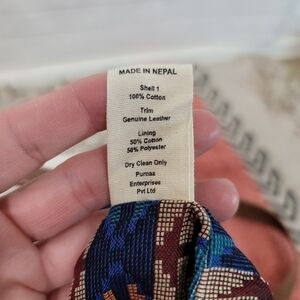 MADE IN NEPAL
Shell 1
100% Cotton
Trim
Genuine Leather
Lining
50% Cotton
50% Polyester
Dry Clean Only
Purnaa
Enterprises
Pvt Ltd